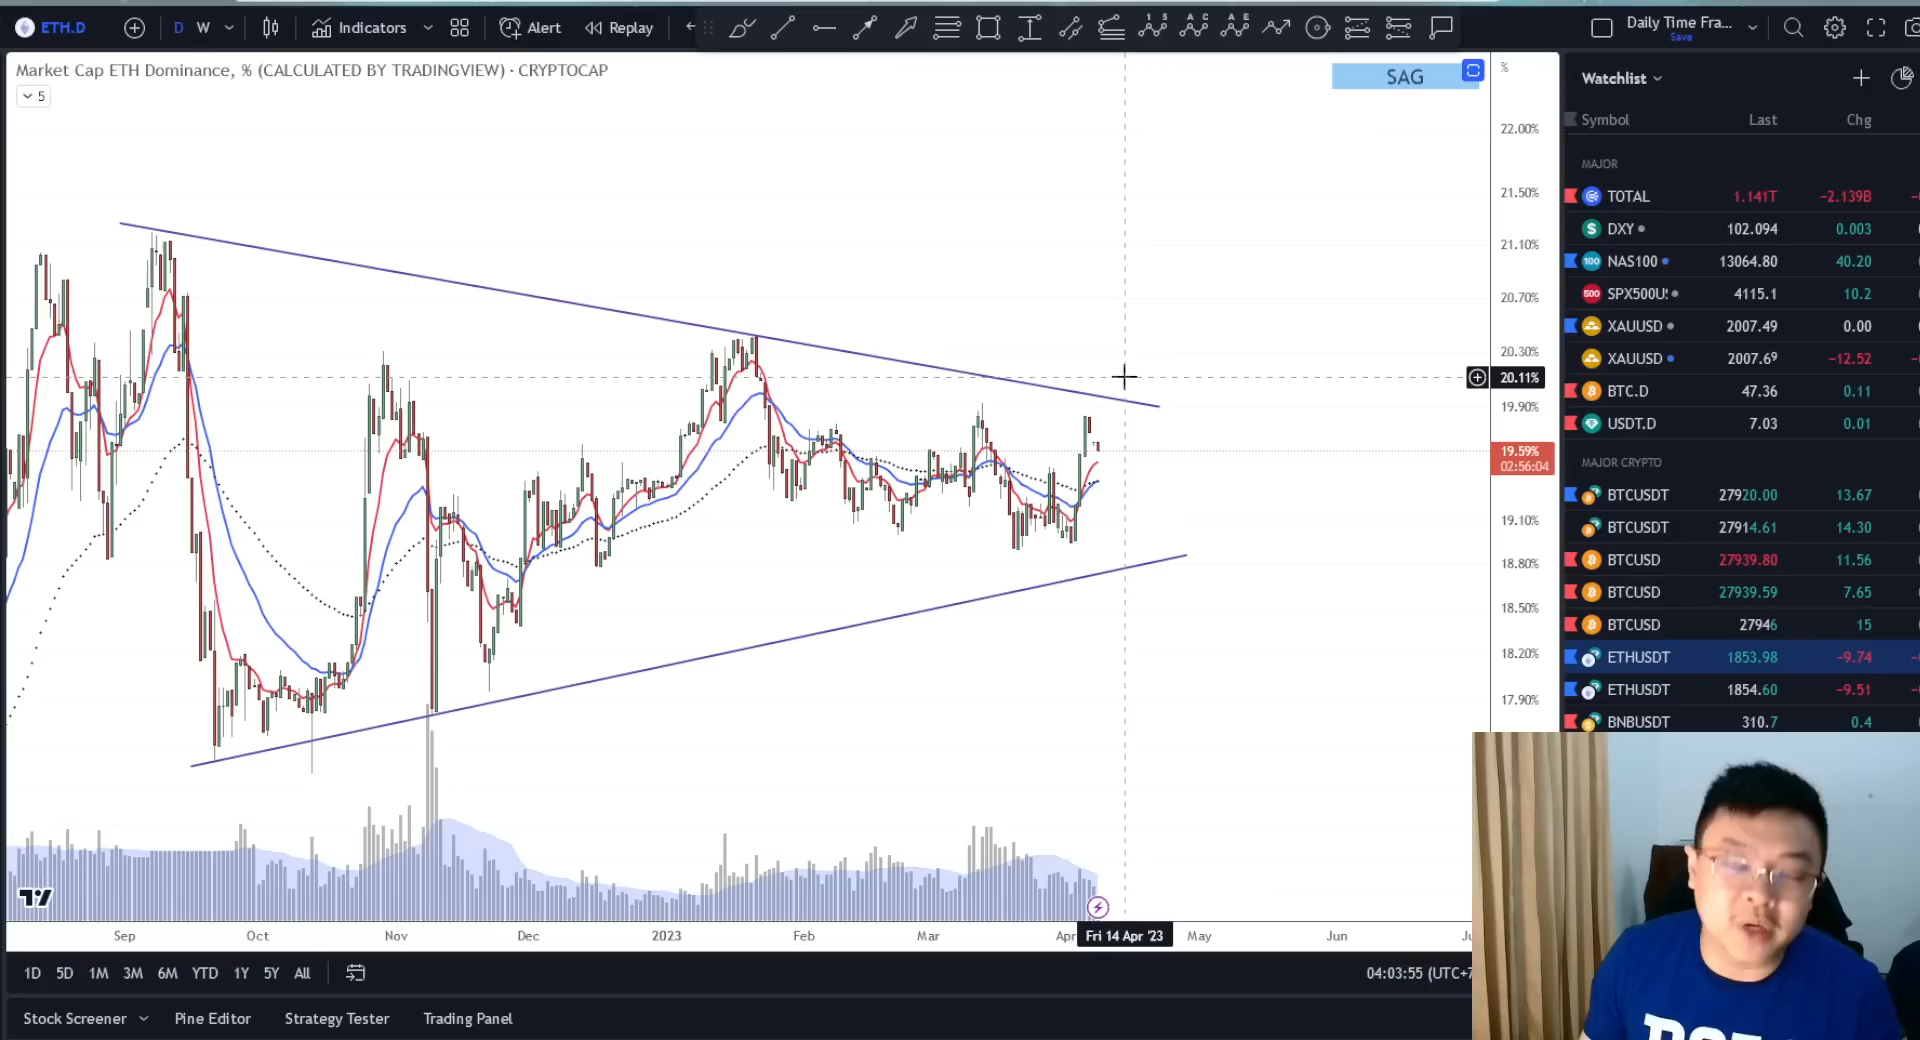 ETH.D D W Indicators Alert Replay Daily Time Fra...
Save
Market Cap ETH Dominance, % (CALCULATED BY TRADINGVIEW) · CRYPTOCAP
5
SAG
%
22.00%
21.50%
21.10%
20.70%
20.30%
20.11%
19.90%
19.59%
02:56:04
19.10%
18.80%
18.50%
18.20%
17.90%
Sep Oct Nov Dec 2023 Feb Mar Apr Fri 14 Apr '23 May Jun
1D 5D 1M 3M 6M YTD 1Y 5Y All 04:03:55 (UTC+7
Stock Screener Pine Editor Strategy Tester Trading Panel
Watchlist
Symbol Last Chg
MAJOR
TOTAL 1.141T −2.139B
DXY 102.094 0.003
100 NAS100 13064.80 40.20
500 SPX500U 4115.1 10.2
XAUUSD 2007.49 0.00
XAUUSD 2007.69 −12.52
BTC.D 47.36 0.11
USDT.D 7.03 0.01
MAJOR CRYPTO
BTCUSDT 27920.00 13.67
BTCUSDT 27914.61 14.30
BTCUSD 27939.80 11.56
BTCUSD 27939.59 7.65
BTCUSD 27946 15
ETHUSDT 1853.98 −9.74
ETHUSDT 1854.60 −9.51
BNBUSDT 310.7 0.4